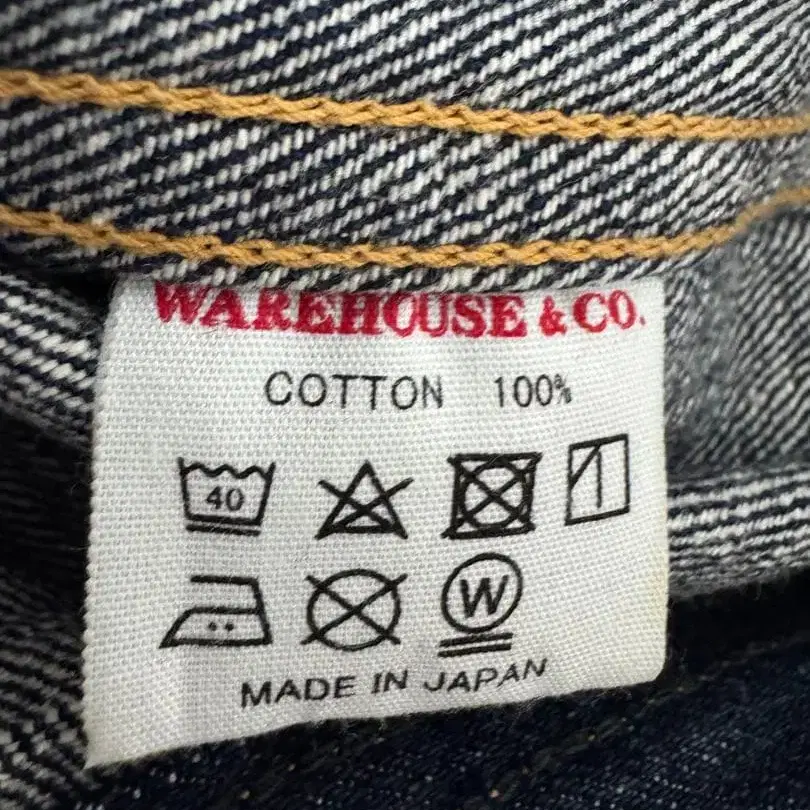 WAREHOUSE & CO.
COTTON 100%
40
W
MADE IN JAPAN